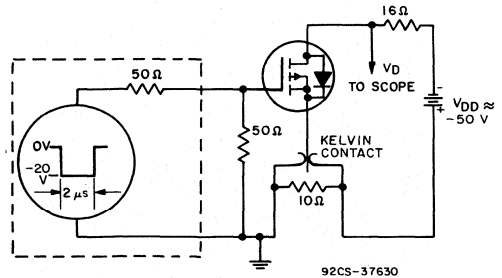 16Ω
50Ω
VD
TO SCOPE
-
+
VDD≈
-50 V
50Ω
KELVIN
CONTACT
0V
-20
V
2 μs
10Ω
92CS-37630